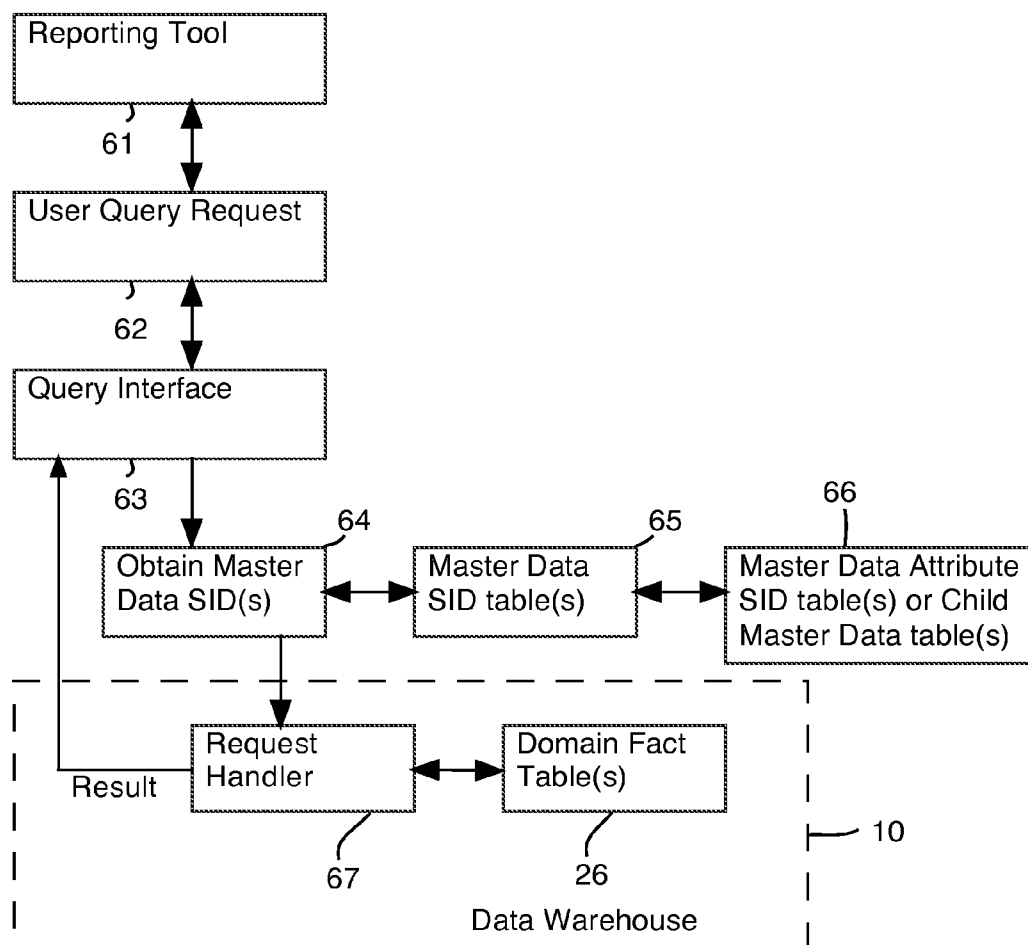 Reporting Tool
61
User Query Request
62
Query Interface
63
64
Obtain Master
Data SID(s)
65
Master Data
SID table(s)
66
Master Data Attribute
SID table(s) or Child
Master Data table(s)
Request
Handler
67
Domain Fact
Table(s)
26
Result
10
Data Warehouse